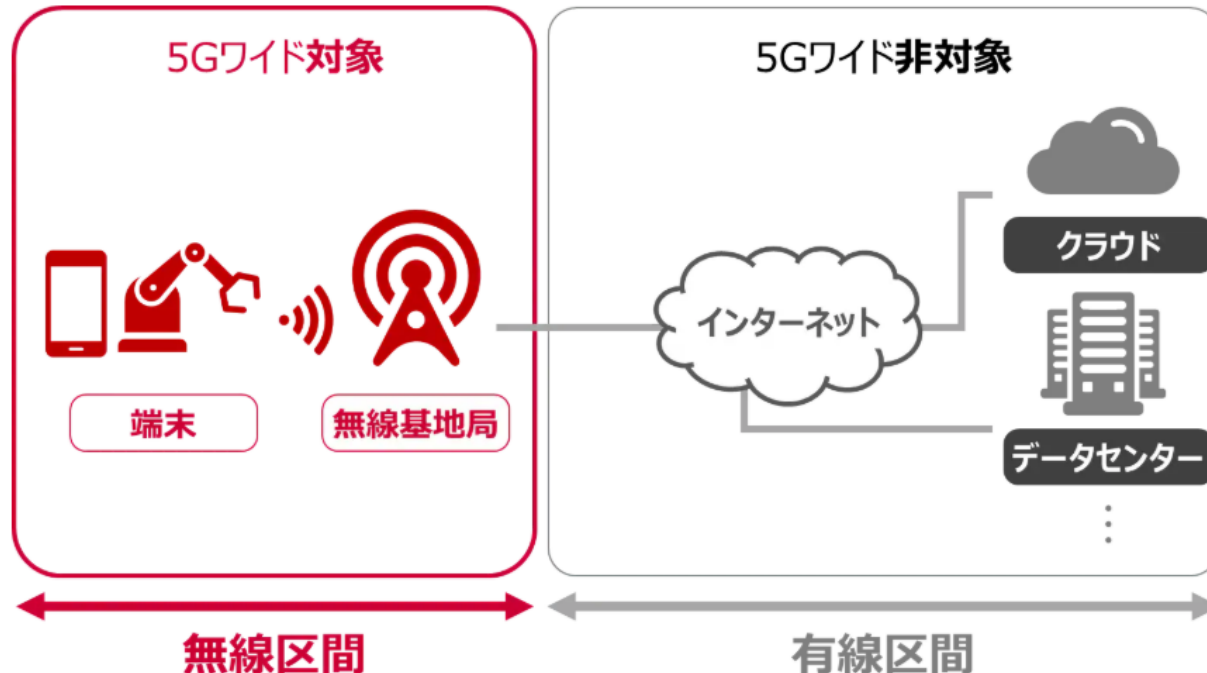 5Gワイド対象
5Gワイド非対象
クラウド
インターネット
端末
無線基地局
データセンター
無線区間
有線区間